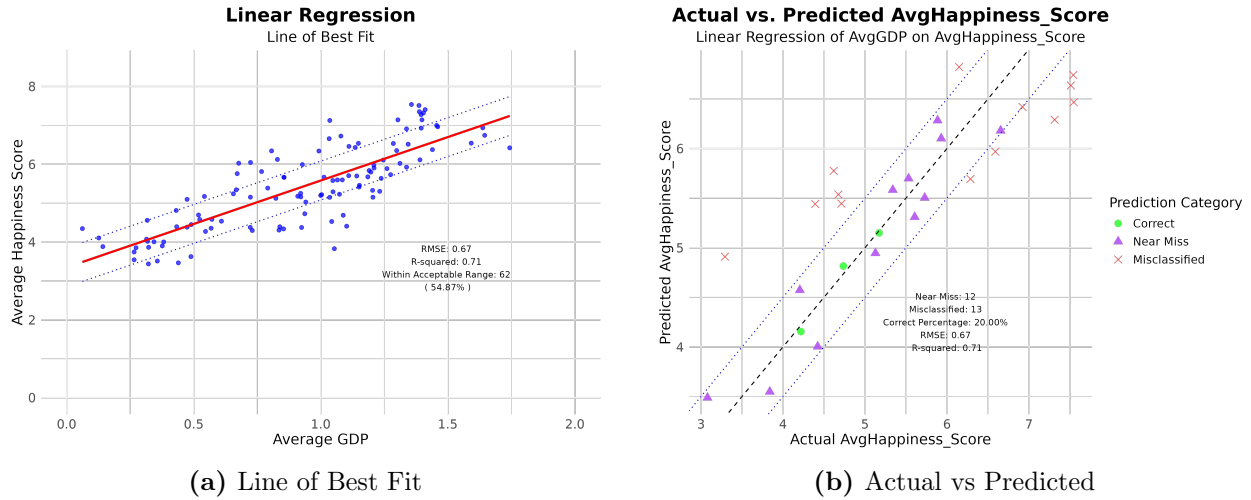 Linear Regression
Line of Best Fit
Average Happiness Score
8
6
4
2
0
RMSE: 0.67
R-squared: 0.71
Within Acceptable Range: 62
( 54.87% )
0.0 0.5 1.0 1.5 2.0
Average GDP
(a) Line of Best Fit
Actual vs. Predicted AvgHappiness_Score
Linear Regression of AvgGDP on AvgHappiness_Score
Predicted AvgHappiness_Score
6
5
4
Near Miss: 12
Misclassified: 13
Correct Percentage: 20.00%
RMSE: 0.67
R-squared: 0.71
3 4 5 6 7
Actual AvgHappiness_Score
Prediction Category
Correct
Near Miss
Misclassified
(b) Actual vs Predicted